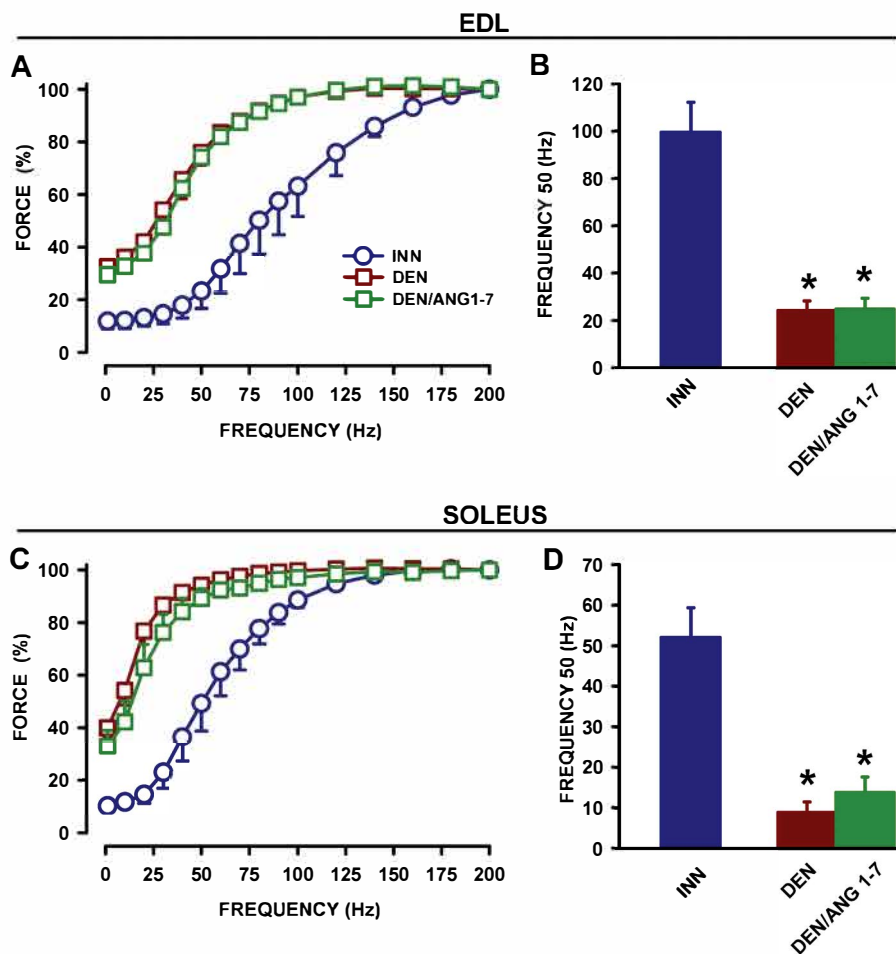 EDL
A
FORCE (%)
100
80
60
40
20
0
0 25 50 75 100 125 150 175 200
FREQUENCY (Hz)
INN
DEN
DEN/ANG1-7
B
FREQUENCY 50 (Hz)
120
100
80
60
40
20
0
* *
INN
DEN
DEN/ANG 1-7
SOLEUS
C
FORCE (%)
100
80
60
40
20
0
0 25 50 75 100 125 150 175 200
FREQUENCY (Hz)
D
FREQUENCY 50 (Hz)
70
60
50
40
30
20
10
0
* *
INN
DEN
DEN/ANG 1-7